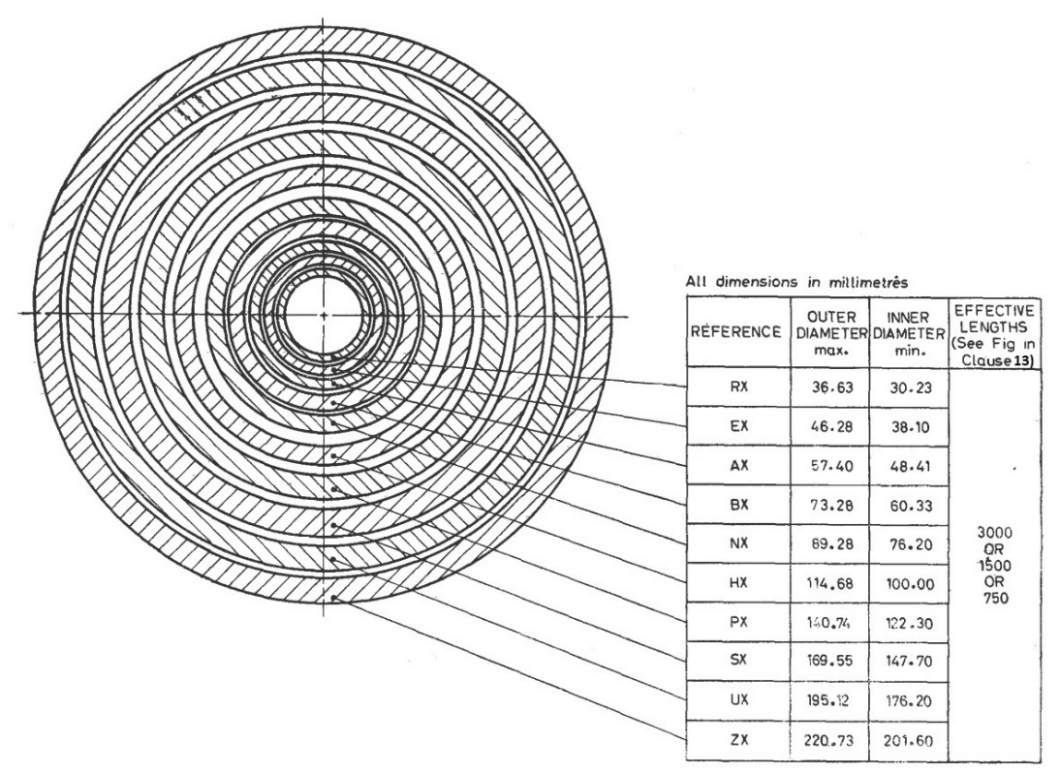 All dimensions in millimetrés
RÉFERENCE OUTER DIAMETER max. INNER DIAMETER min. EFFECTIVE LENGTHS (See Fig in Clause 13)
RX 36.63 30.23
EX 46.28 38.10
AX 57.40 48.41
BX 73.28 60.33
NX 89.28 76.20
HX 114.68 100.00
PX 140.74 122.30
SX 169.55 147.70
UX 195.12 176.20
ZX 220.73 201.60
3000
OR
1500
OR
750